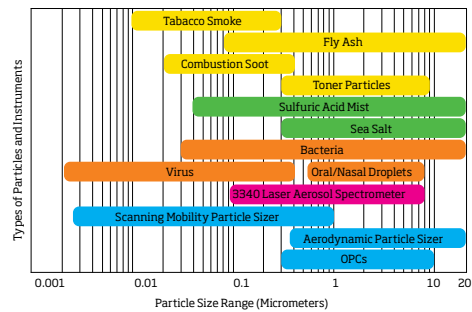 Types of Particles and Instruments
Tabacco Smoke
Fly Ash
Combustion Soot
Toner Particles
Sulfuric Acid Mist
Sea Salt
Bacteria
Virus
Oral/Nasal Droplets
3340 Laser Aerosol Spectrometer
Scanning Mobility Particle Sizer
Aerodynamic Particle Sizer
OPCs
0.001 0.01 0.1 1 10 20
Particle Size Range (Micrometers)